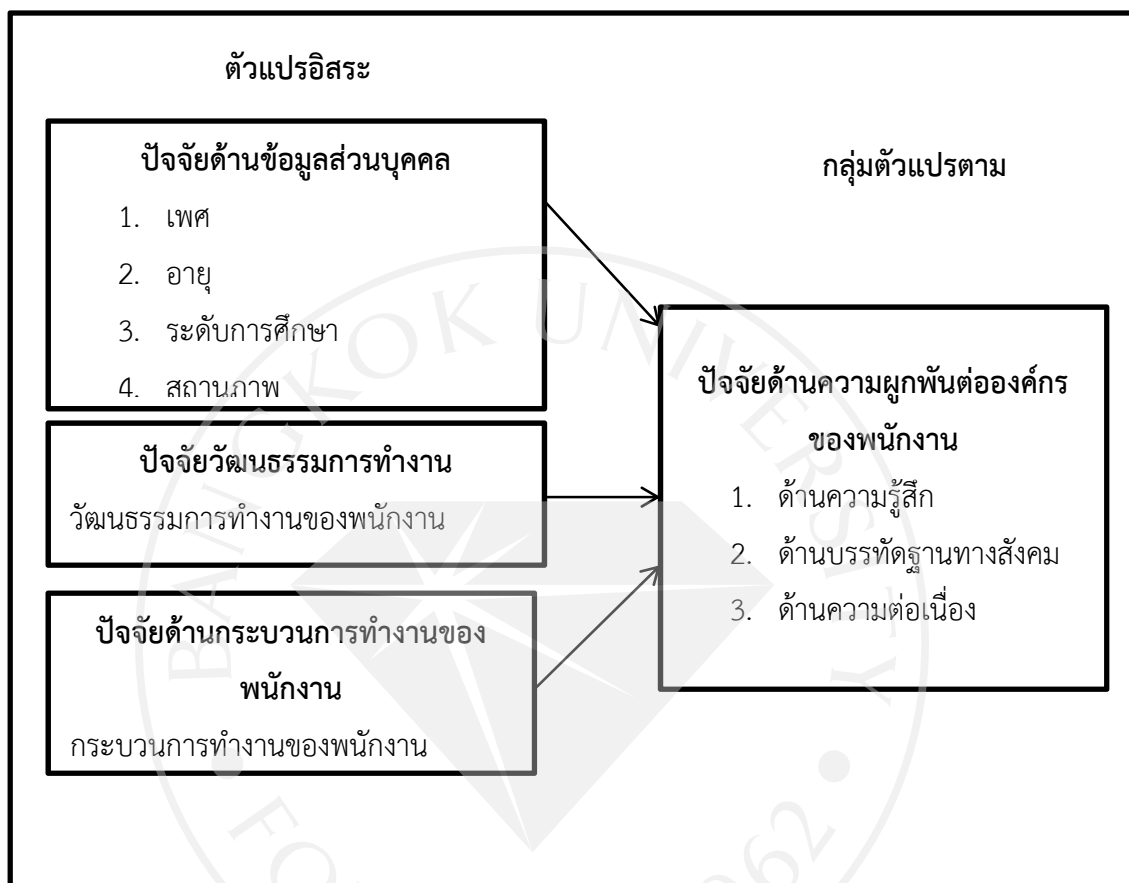 ตัวแปรอิสระ
ปัจจัยด้านข้อมูลส่วนบุคคล
1. เพศ
2. อายุ
3. ระดับการศึกษา
4. สถานภาพ
ปัจจัยวัฒนธรรมการทำงาน
วัฒนธรรมการทำงานของพนักงาน
ปัจจัยด้านกระบวนการทำงานของ
พนักงาน
กระบวนการทำงานของพนักงาน
กลุ่มตัวแปรตาม
ปัจจัยด้านความผูกพันต่อองค์กร
ของพนักงาน
1. ด้านความรู้สึก
2. ด้านบรรทัดฐานทางสังคม
3. ด้านความต่อเนื่อง
BANGKOK UNIVERSITY